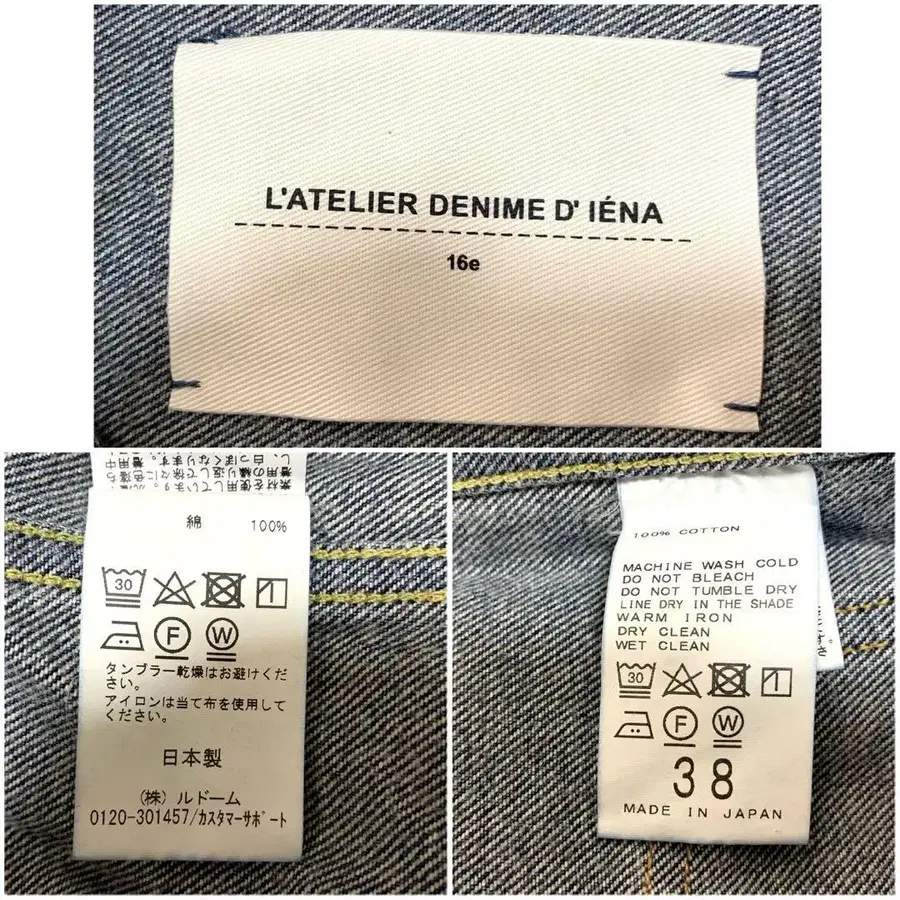 L'ATELIER DENIME D' IÉNA
16e
綿 100%
30
F W
タンブラー乾燥はお避けくだ
さい。
アイロンは当て布を使用して
ください。
日本製
(株) ルドーム
0120-301457/カスタマーサポート
100% COTTON
MACHINE WASH COLD
DO NOT BLEACH
DO NOT TUMBLE DRY
LINE DRY IN THE SHADE
WARM IRON
DRY CLEAN
WET CLEAN
30
F W
38
MADE IN JAPAN